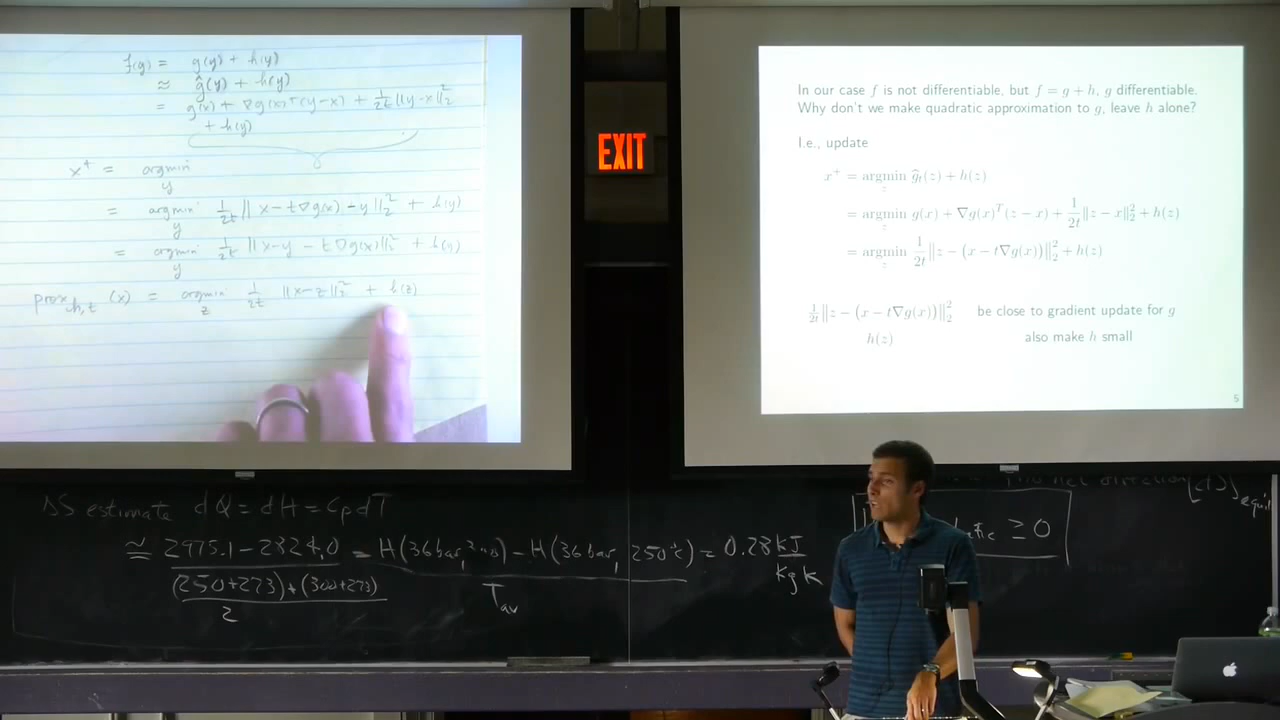 f(y) = g(y) + h(y)
≈ ĝ(y) + h(y)
= g(x) + ∇g(x)ᵀ(y-x) + 1/2t ||y-x||₂²
+ h(y)
x⁺ = argmin
y
= argmin 1/2t || x - t∇g(x) - y ||₂² + h(y)
y
= argmin 1/2t || x-y - t∇g(x) ||₂² + h(y)
y
prox_h,t (x) = argmin 1/2t ||x-z||₂² + h(z)
z
EXIT
In our case f is not differentiable, but f = g + h, g differentiable.
Why don't we make quadratic approximation to g, leave h alone?
I.e., update
x⁺ = argmin ĝₜ(z) + h(z)
z
= argmin g(x) + ∇g(x)ᵀ(z − x) + 1/2t ||z − x||₂² + h(z)
z
= argmin 1/2t ||z − (x − t∇g(x))||₂² + h(z)
z
1/2t ||z − (x − t∇g(x))||₂² be close to gradient update for g
h(z) also make h small
5
ΔS estimate dQ = dH = CpdT
≅ 2975.1 - 2824.0 / (250+273)+(300+273) / 2 = H(36 bar, ) - H(36 bar, 250°C) / Tav = 0.28 kJ / kg K
≥ 0
equil